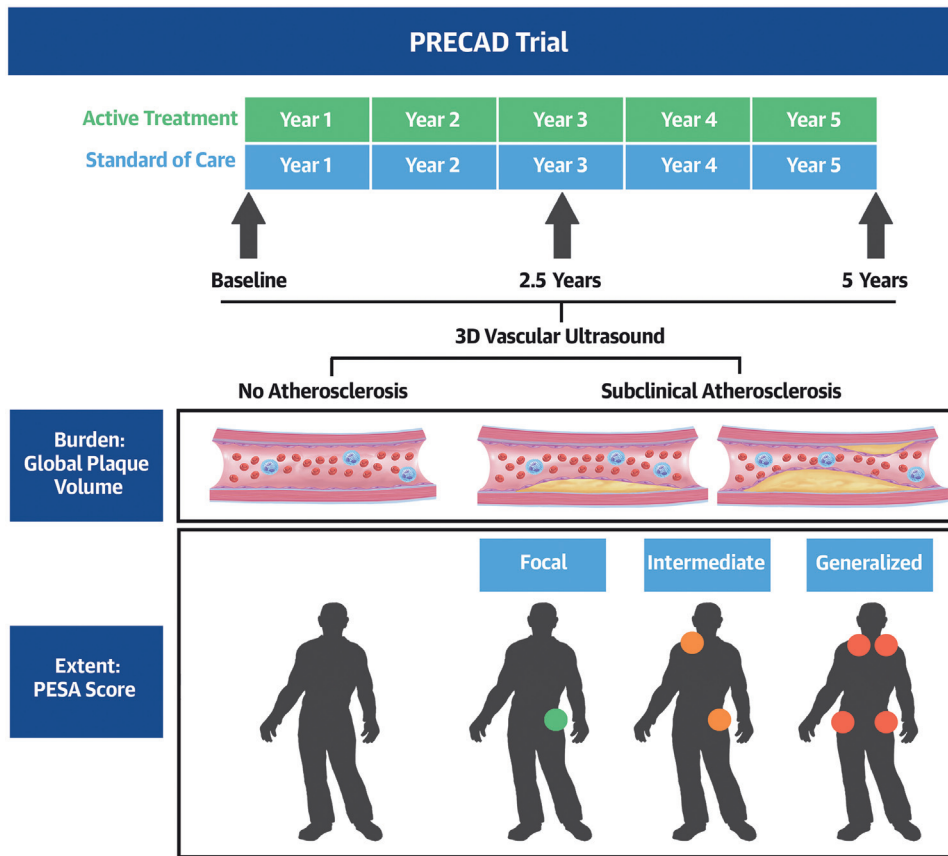 PRECAD Trial
Active Treatment
Year 1
Year 2
Year 3
Year 4
Year 5
Standard of Care
Year 1
Year 2
Year 3
Year 4
Year 5
Baseline
2.5 Years
5 Years
3D Vascular Ultrasound
No Atherosclerosis
Subclinical Atherosclerosis
Burden:
Global Plaque
Volume
Focal
Intermediate
Generalized
Extent:
PESA Score